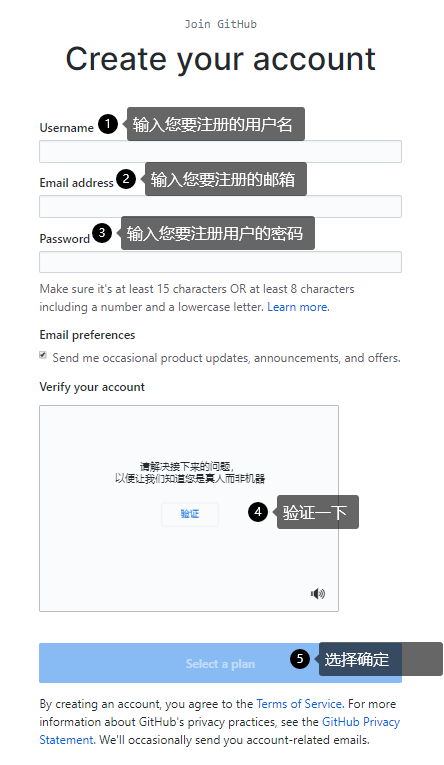 Join GitHub
Create your account
Username 1 输入您要注册的用户名
Email address 2 输入您要注册的邮箱
Password 3 输入您要注册用户的密码
Make sure it's at least 15 characters OR at least 8 characters
including a number and a lowercase letter. Learn more.
Email preferences
Send me occasional product updates, announcements, and offers.
Verify your account
请解决接下来的问题，
以便让我们知道您是真人而非机器
验证 4 验证一下
Select a plan 5 选择确定
By creating an account, you agree to the Terms of Service. For more
information about GitHub's privacy practices, see the GitHub Privacy
Statement. We'll occasionally send you account-related emails.